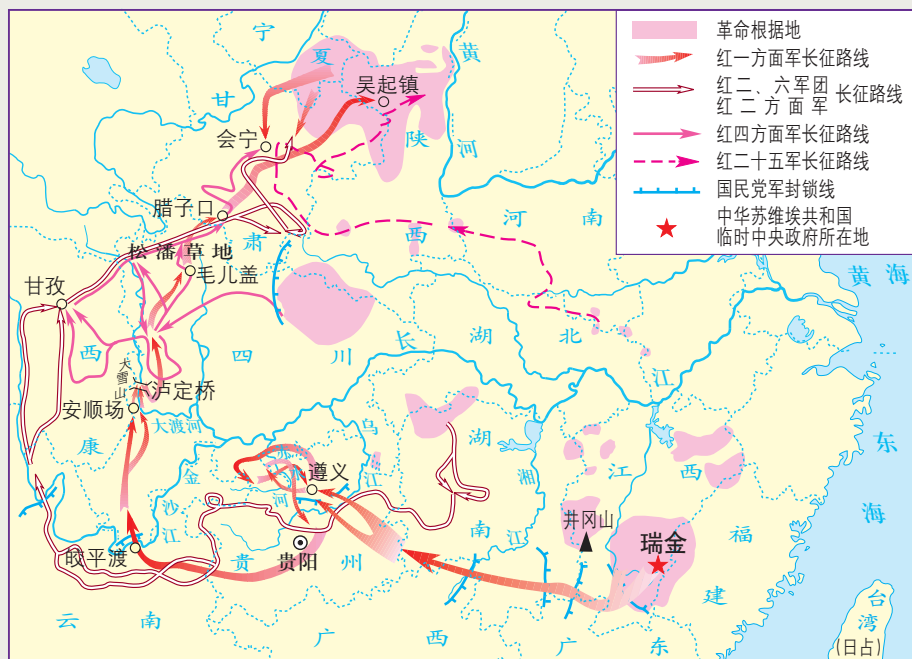 革命根据地
红一方面军长征路线
红二、六军团
红二方面军
长征路线
红四方面军长征路线
红二十五军长征路线
国民党军封锁线
中华苏维埃共和国
临时中央政府所在地
宁
夏
黄
甘
吴起镇
会宁
陕
河
腊子口
肃
西
河
南
松潘草地
毛儿盖
甘孜
黄
海
西
四
川
长
湖
北
江
大雪山
泸定桥
安顺场
大渡河
康
乌
湖
东
金
赤
水
河
遵义
江
湘
江
西
沙
江
南
江
井冈山
福
海
皎平渡
贵
贵阳
州
瑞金
建
云
南
广
西
广
东
台
湾
(日占)